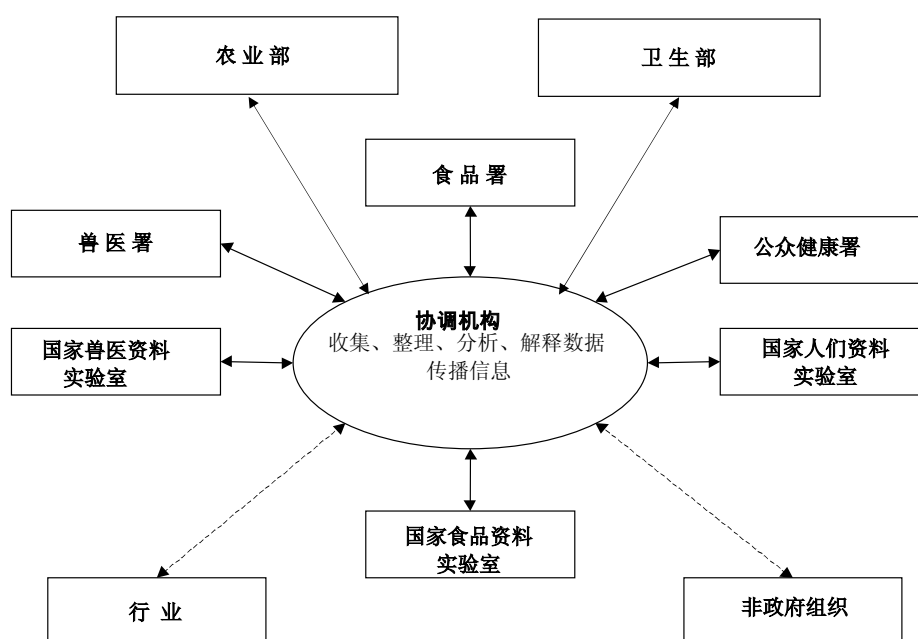 农 业 部
卫 生 部
食 品 署
兽 医 署
公众健康署
协调机构
收集、整理、分析、解释数据
传播信息
国家兽医资料
实验室
国家人们资料
实验室
国家食品资料
实验室
行 业
非政府组织